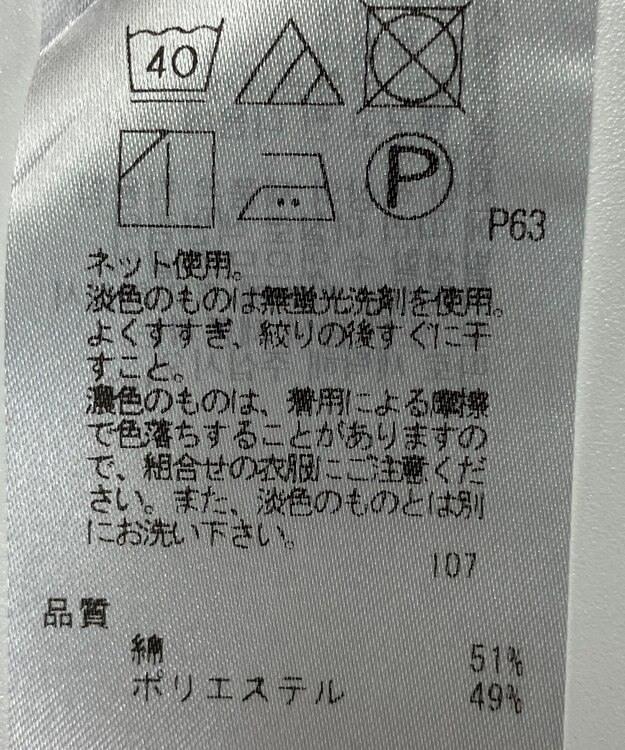 40
P
P63
ネット使用。
淡色のものは無蛍光洗剤を使用。
よくすすぎ、絞りの後すぐに干
すこと。
濃色のものは、着用による摩擦
で色落ちすることがありますの
で、組合せの衣服にご注意くだ
さい。また、淡色のものとは別
にお洗い下さい。
107
品質
綿 51%
ポリエステル 49%